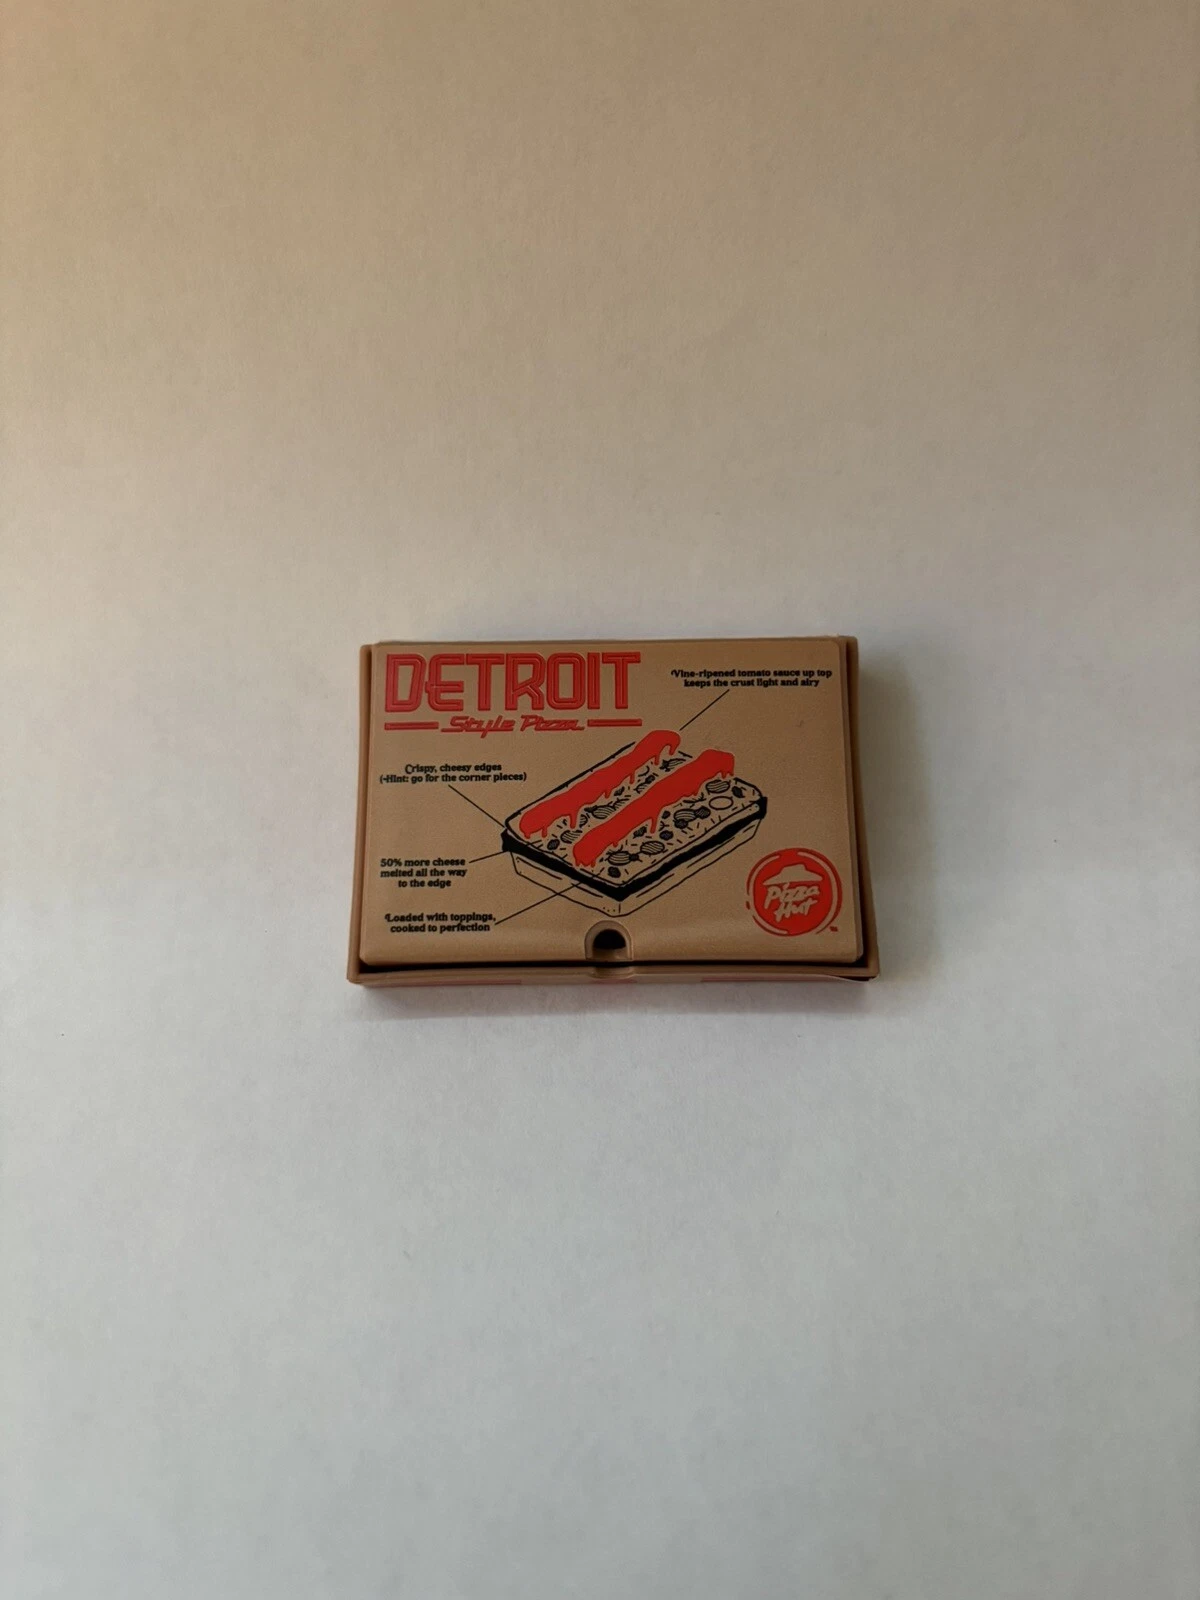 DETROIT
Style Pizza
Vine-ripened tomato sauce up top
keeps the crust light and airy
Crispy, cheesy edges
(Hint: go for the corner pieces)
50% more cheese
melted all the way
to the edge
Loaded with toppings,
cooked to perfection
Pizza
Hut